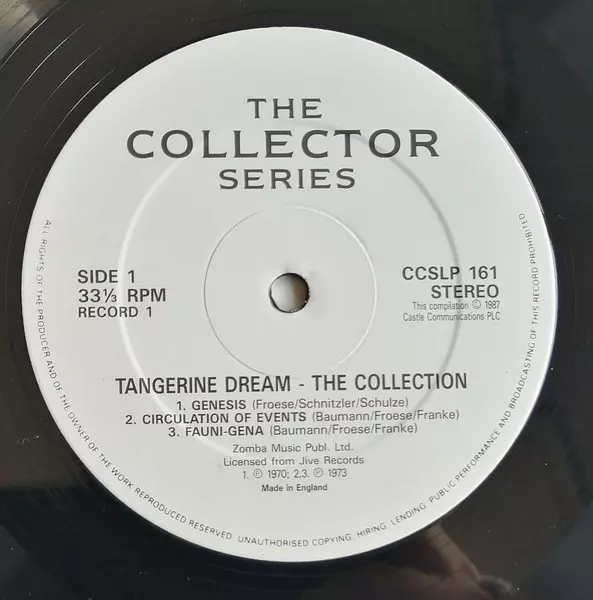 THE
COLLECTOR
SERIES
SIDE 1
33⅓ RPM
RECORD 1
CCSLP 161
STEREO
This compilation © 1987
Castle Communications PLC
TANGERINE DREAM - THE COLLECTION
1. GENESIS (Froese/Schnitzler/Schulze)
2. CIRCULATION OF EVENTS (Baumann/Froese/Franke)
3. FAUNI-GENA (Baumann/Froese/Franke)
Zomba Music Publ. Ltd.
Licensed from Jive Records
1. ℗ 1970; 2,3. ℗ 1973
Made in England
ALL RIGHTS OF THE PRODUCER AND OF THE OWNER OF THE WORK REPRODUCED RESERVED. UNAUTHORISED COPYING, HIRING, LENDING, PUBLIC PERFORMANCE AND BROADCASTING OF THIS RECORD PROHIBITED